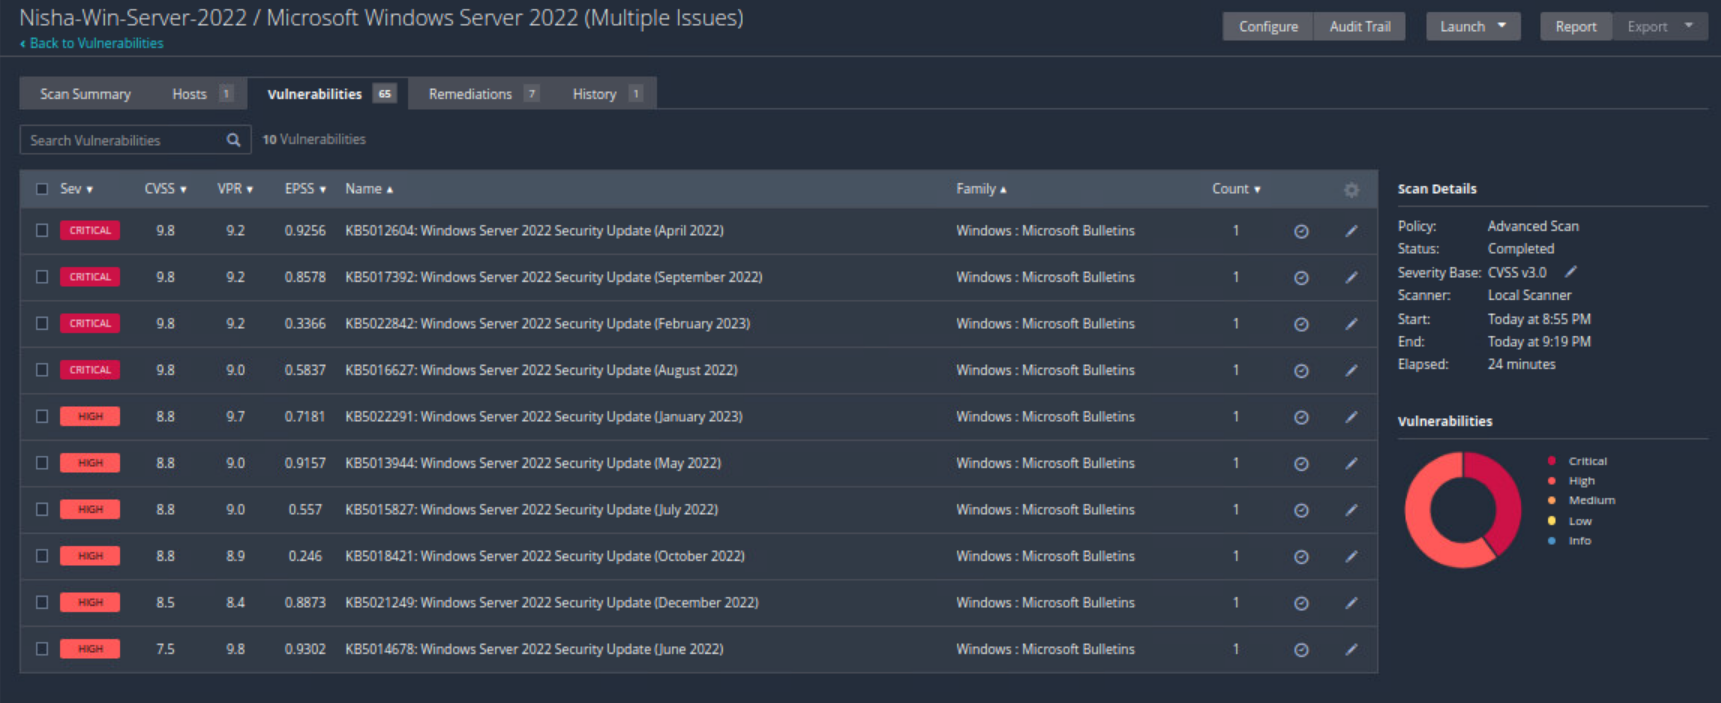 Nisha-Win-Server-2022 / Microsoft Windows Server 2022 (Multiple Issues)
‹ Back to Vulnerabilities
Configure Audit Trail Launch Report Export
Scan Summary Hosts 1 Vulnerabilities 65 Remediations 7 History 1
Search Vulnerabilities 10 Vulnerabilities
Sev CVSS VPR EPSS Name Family Count
CRITICAL 9.8 9.2 0.9256 KB5012604: Windows Server 2022 Security Update (April 2022) Windows : Microsoft Bulletins 1
CRITICAL 9.8 9.2 0.8578 KB5017392: Windows Server 2022 Security Update (September 2022) Windows : Microsoft Bulletins 1
CRITICAL 9.8 9.2 0.3366 KB5022842: Windows Server 2022 Security Update (February 2023) Windows : Microsoft Bulletins 1
CRITICAL 9.8 9.0 0.5837 KB5016627: Windows Server 2022 Security Update (August 2022) Windows : Microsoft Bulletins 1
HIGH 8.8 9.7 0.7181 KB5022291: Windows Server 2022 Security Update (January 2023) Windows : Microsoft Bulletins 1
HIGH 8.8 9.0 0.9157 KB5013944: Windows Server 2022 Security Update (May 2022) Windows : Microsoft Bulletins 1
HIGH 8.8 9.0 0.557 KB5015827: Windows Server 2022 Security Update (July 2022) Windows : Microsoft Bulletins 1
HIGH 8.8 8.9 0.246 KB5018421: Windows Server 2022 Security Update (October 2022) Windows : Microsoft Bulletins 1
HIGH 8.5 8.4 0.8873 KB5021249: Windows Server 2022 Security Update (December 2022) Windows : Microsoft Bulletins 1
HIGH 7.5 9.8 0.9302 KB5014678: Windows Server 2022 Security Update (June 2022) Windows : Microsoft Bulletins 1
Scan Details
Policy: Advanced Scan
Status: Completed
Severity Base: CVSS v3.0
Scanner: Local Scanner
Start: Today at 8:55 PM
End: Today at 9:19 PM
Elapsed: 24 minutes
Vulnerabilities
Critical
High
Medium
Low
Info